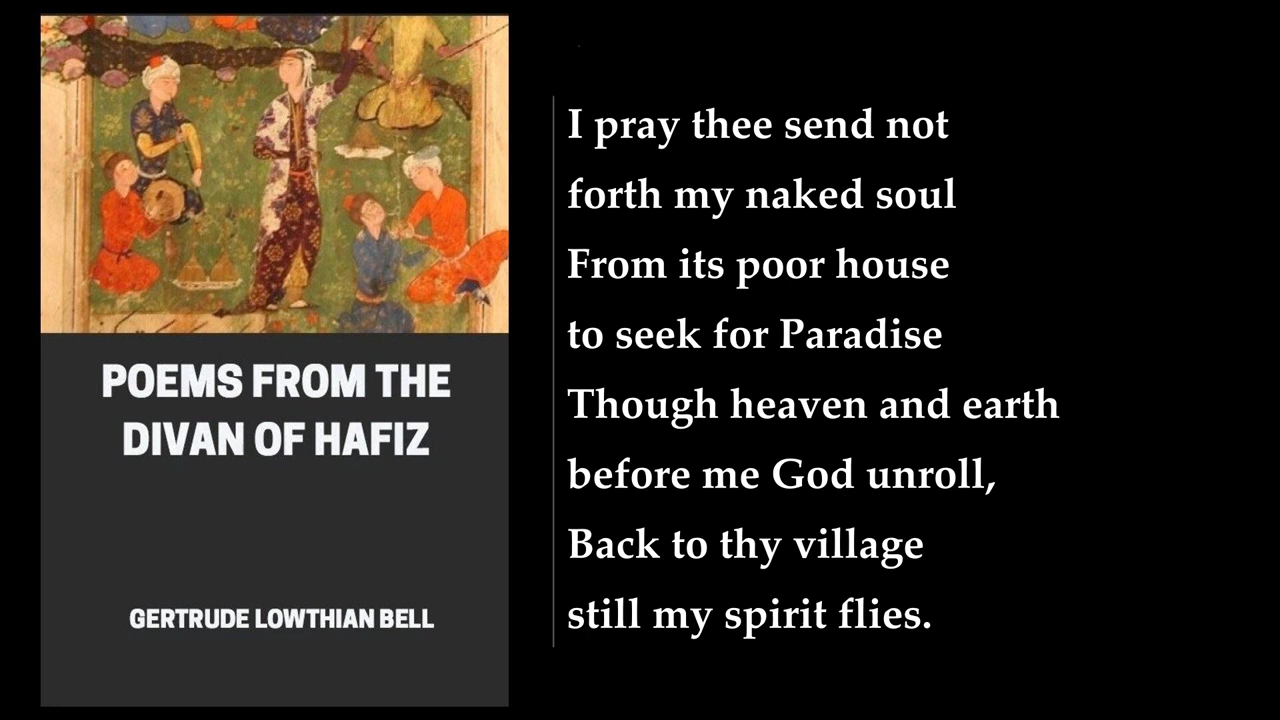 POEMS FROM THE
DIVAN OF HAFIZ
GERTRUDE LOWTHIAN BELL
I pray thee send not
forth my naked soul
From its poor house
to seek for Paradise
Though heaven and earth
before me God unroll,
Back to thy village
still my spirit flies.